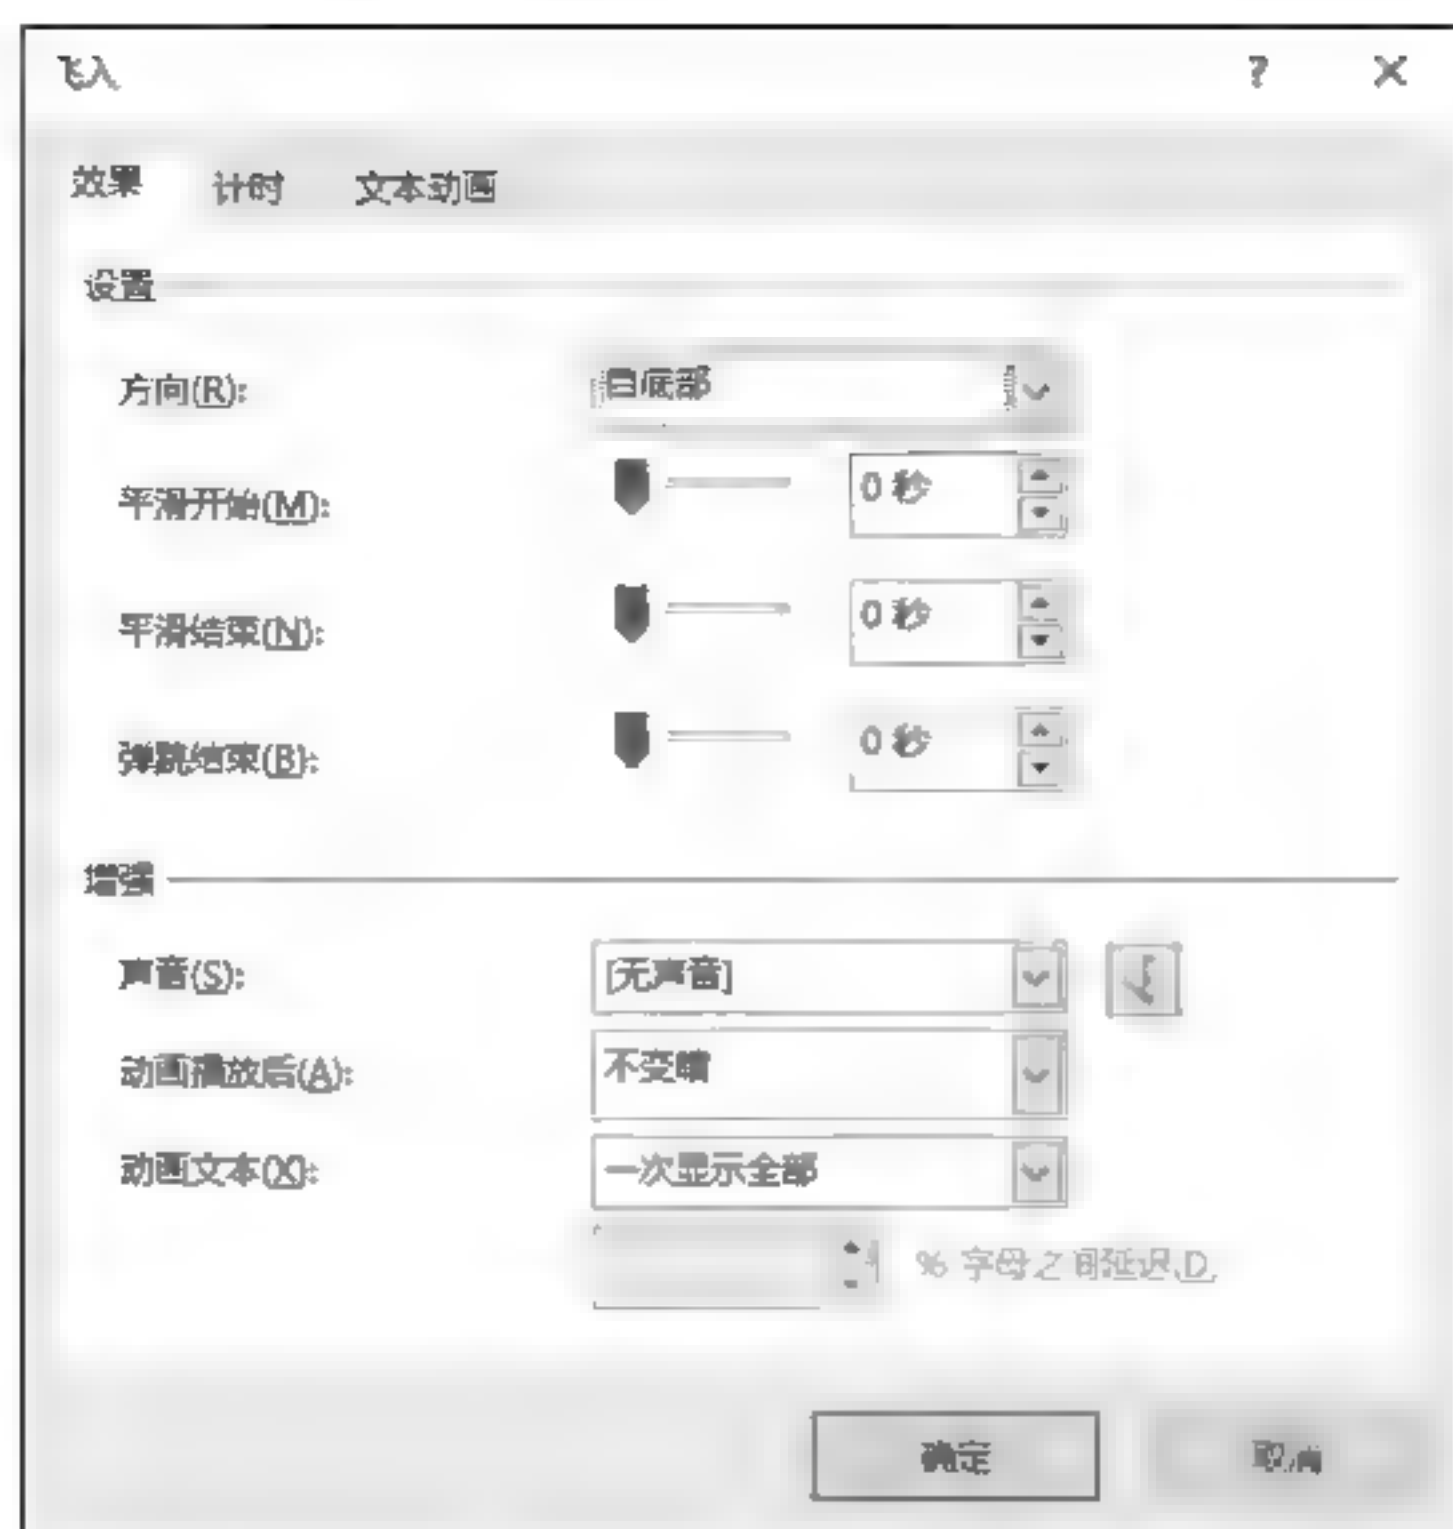 飞入 ? ×
效果 计时 文本动画
设置
方向(R): 自底部
平滑开始(M): 0 秒
平滑结束(N): 0 秒
弹跳结束(B): 0 秒
增强
声音(S): [无声音]
动画播放后(A): 不变暗
动画文本(X): 一次显示全部
% 字母之间延迟(D)
确定 取消